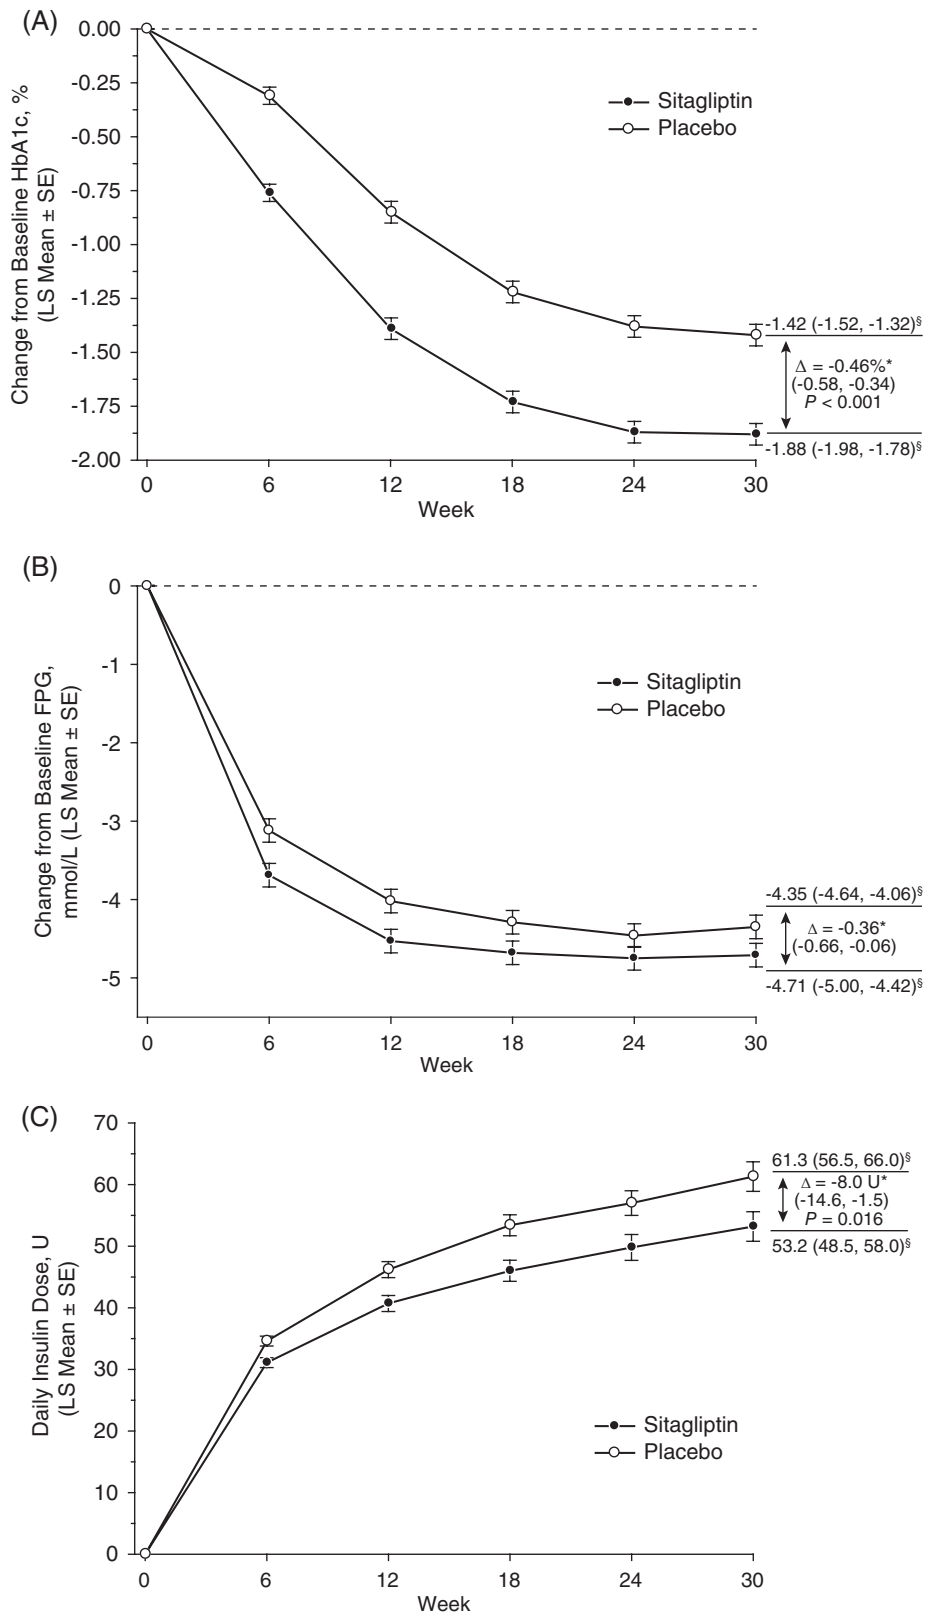 (A)
Change from Baseline HbA1c, %
(LS Mean ± SE)
0.00
-0.25
-0.50
-0.75
-1.00
-1.25
-1.50
-1.75
-2.00
Sitagliptin
Placebo
-1.42 (-1.52, -1.32)§
Δ = -0.46%*
(-0.58, -0.34)
P < 0.001
-1.88 (-1.98, -1.78)§
0 6 12 18 24 30
Week
(B)
Change from Baseline FPG,
mmol/L (LS Mean ± SE)
0
-1
-2
-3
-4
-5
Sitagliptin
Placebo
-4.35 (-4.64, -4.06)§
Δ = -0.36*
(-0.66, -0.06)
-4.71 (-5.00, -4.42)§
0 6 12 18 24 30
Week
(C)
Daily Insulin Dose, U
(LS Mean ± SE)
70
60
50
40
30
20
10
0
61.3 (56.5, 66.0)§
Δ = -8.0 U*
(-14.6, -1.5)
P = 0.016
53.2 (48.5, 58.0)§
Sitagliptin
Placebo
0 6 12 18 24 30
Week